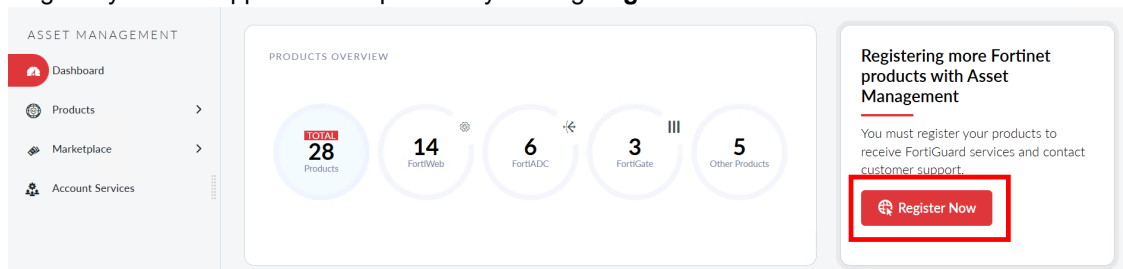 ASSET MANAGEMENT
Dashboard
Products
Marketplace
Account Services
PRODUCTS OVERVIEW
TOTAL
28
Products
14
FortiWeb
6
FortiADC
3
FortiGate
5
Other Products
Registering more Fortinet
products with Asset
Management
You must register your products to
receive FortiGuard services and contact
customer support.
Register Now